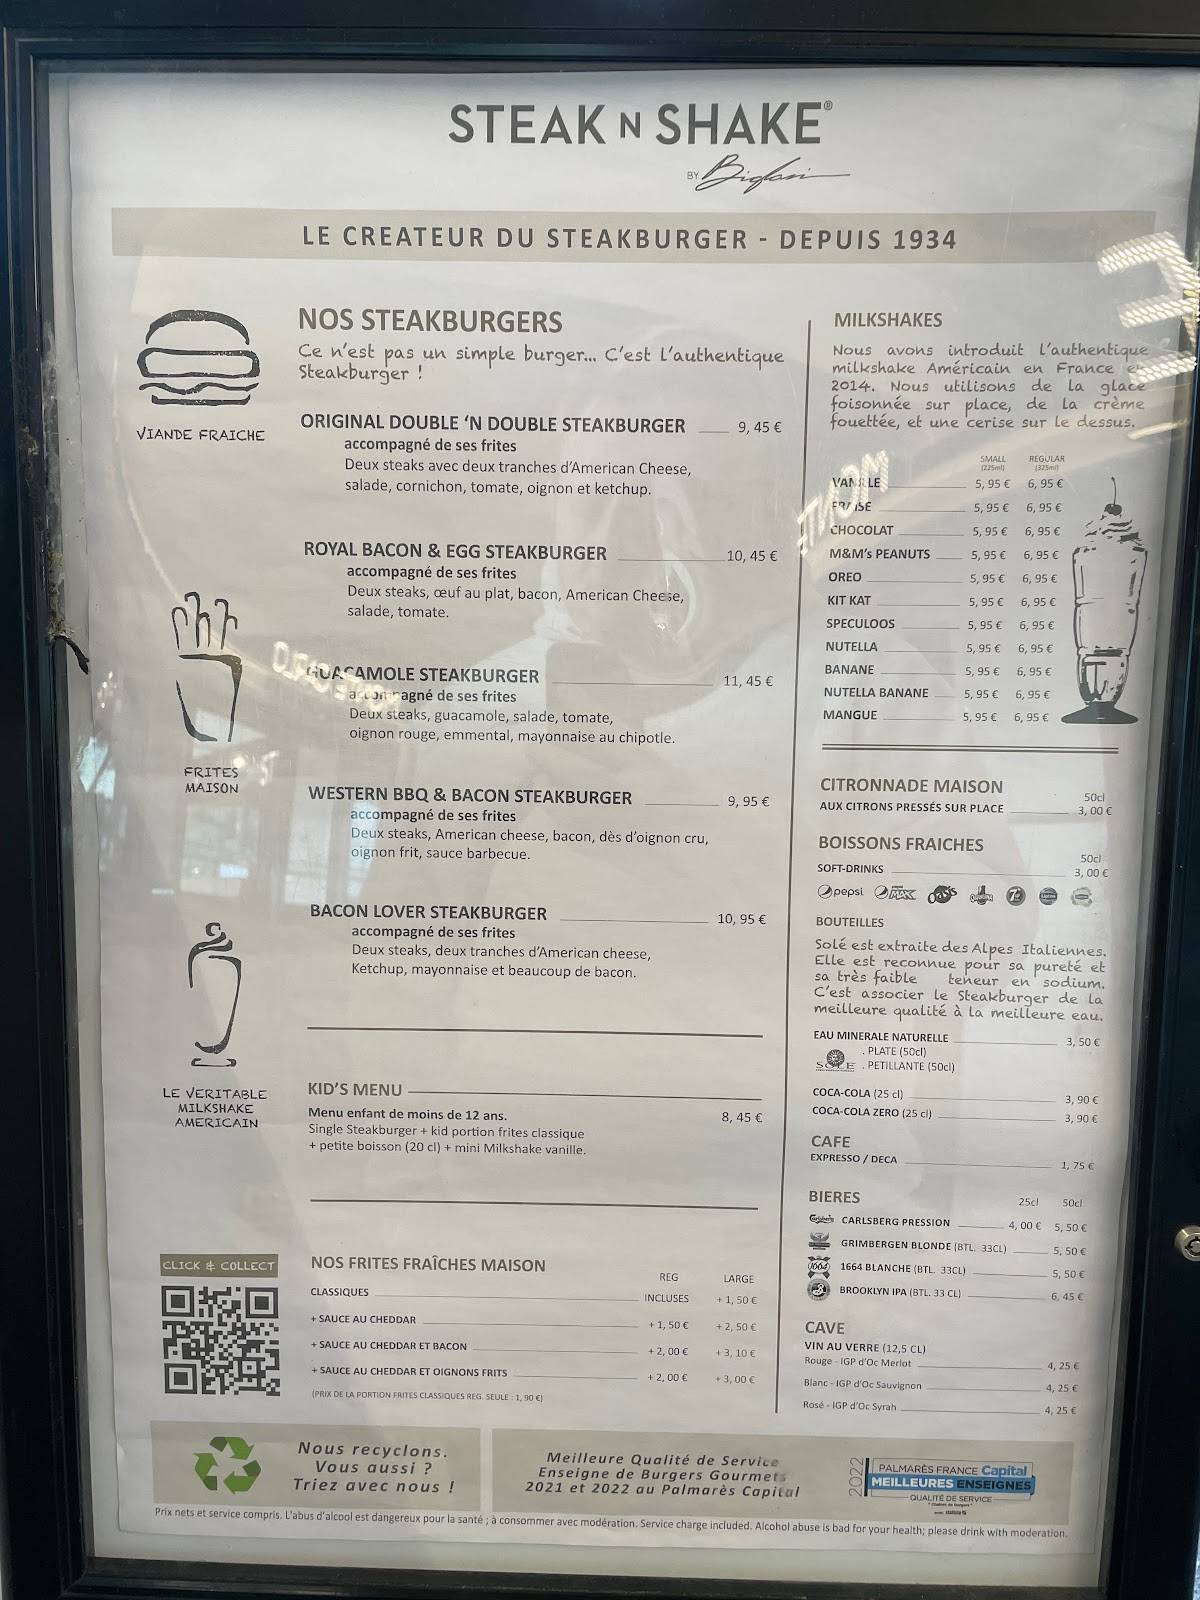 STEAK N SHAKE®
BY Biglari
LE CREATEUR DU STEAKBURGER - DEPUIS 1934
VIANDE FRAICHE
FRITES
MAISON
LE VERITABLE
MILKSHAKE
AMERICAIN
NOS STEAKBURGERS
Ce n'est pas un simple burger... C'est l'authentique
Steakburger !
ORIGINAL DOUBLE 'N DOUBLE STEAKBURGER 9, 45 €
accompagné de ses frites
Deux steaks avec deux tranches d'American Cheese,
salade, cornichon, tomate, oignon et ketchup.
ROYAL BACON & EGG STEAKBURGER 10, 45 €
accompagné de ses frites
Deux steaks, œuf au plat, bacon, American Cheese,
salade, tomate.
GUACAMOLE STEAKBURGER 11, 45 €
accompagné de ses frites
Deux steaks, guacamole, salade, tomate,
oignon rouge, emmental, mayonnaise au chipotle.
WESTERN BBQ & BACON STEAKBURGER 9, 95 €
accompagné de ses frites
Deux steaks, American cheese, bacon, dès d'oignon cru,
oignon frit, sauce barbecue.
BACON LOVER STEAKBURGER 10, 95 €
accompagné de ses frites
Deux steaks, deux tranches d'American cheese,
Ketchup, mayonnaise et beaucoup de bacon.
KID'S MENU
Menu enfant de moins de 12 ans. 8, 45 €
Single Steakburger + kid portion frites classique
+ petite boisson (20 cl) + mini Milkshake vanille.
CLICK & COLLECT
NOS FRITES FRAÎCHES MAISON
REG LARGE
CLASSIQUES INCLUSES + 1, 50 €
+ SAUCE AU CHEDDAR + 1, 50 € + 2, 50 €
+ SAUCE AU CHEDDAR ET BACON + 2, 00 € + 3, 10 €
+ SAUCE AU CHEDDAR ET OIGNONS FRITS + 2, 00 € + 3, 00 €
(PRIX DE LA PORTION FRITES CLASSIQUES REG. SEULE : 1, 90 €)
MILKSHAKES
Nous avons introduit l'authentique
milkshake Américain en France en
2014. Nous utilisons de la glace
foisonnée sur place, de la crème
fouettée, et une cerise sur le dessus.
SMALL REGULAR
(225ml) (325ml)
VANILLE 5, 95 € 6, 95 €
FRAISE 5, 95 € 6, 95 €
CHOCOLAT 5, 95 € 6, 95 €
M&M's PEANUTS 5, 95 € 6, 95 €
OREO 5, 95 € 6, 95 €
KIT KAT 5, 95 € 6, 95 €
SPECULOOS 5, 95 € 6, 95 €
NUTELLA 5, 95 € 6, 95 €
BANANE 5, 95 € 6, 95 €
NUTELLA BANANE 5, 95 € 6, 95 €
MANGUE 5, 95 € 6, 95 €
CITRONNADE MAISON 50cl
AUX CITRONS PRESSÉS SUR PLACE 3, 00 €
BOISSONS FRAICHES 50cl
SOFT-DRINKS 3, 00 €
pepsi MAX OASIS
BOUTEILLES
Solé est extraite des Alpes Italiennes.
Elle est reconnue pour sa pureté et
sa très faible teneur en sodium.
C'est associer le Steakburger de la
meilleure qualité à la meilleure eau.
EAU MINERALE NATURELLE 3, 50 €
. PLATE (50cl)
SOLE . PETILLANTE (50cl)
COCA-COLA (25 cl) 3, 90 €
COCA-COLA ZERO (25 cl) 3, 90 €
CAFE
EXPRESSO / DECA 1, 75 €
BIERES 25cl 50cl
Carlsberg CARLSBERG PRESSION 4, 00 € 5, 50 €
GRIMBERGEN BLONDE (BTL. 33CL) 5, 50 €
1664 1664 BLANCHE (BTL. 33CL) 5, 50 €
BROOKLYN IPA (BTL. 33 CL) 6, 45 €
CAVE
VIN AU VERRE (12,5 CL)
Rouge - IGP d'Oc Merlot 4, 25 €
Blanc - IGP d'Oc Sauvignon 4, 25 €
Rosé - IGP d'Oc Syrah 4, 25 €
Nous recyclons.
Vous aussi ?
Triez avec nous !
Meilleure Qualité de Service
Enseigne de Burgers Gourmets
2021 et 2022 au Palmarès Capital
2022
PALMARÈS FRANCE Capital
MEILLEURES ENSEIGNES
QUALITÉ DE SERVICE
Prix nets et service compris. L'abus d'alcool est dangereux pour la santé ; à consommer avec modération. Service charge included. Alcohol abuse is bad for your health; please drink with moderation.